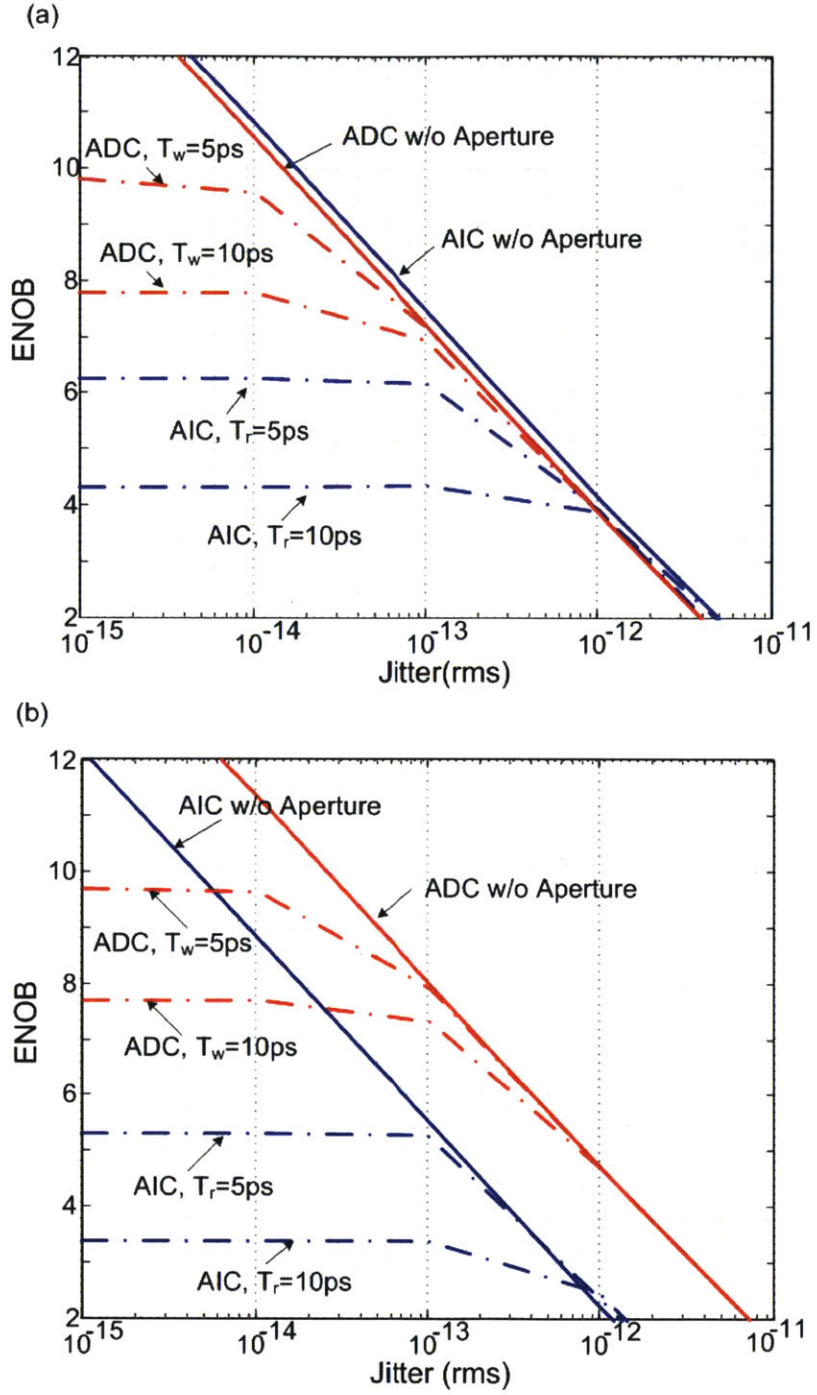 (a)
12
ADC w/o Aperture
ADC, Tw=5ps
10
AIC w/o Aperture
ADC, Tw=10ps
8
ENOB
6
AIC, Tr=5ps
4
AIC, Tr=10ps
2
10-15 10-14 10-13 10-12 10-11
Jitter(rms)
(b)
12
AIC w/o Aperture
10
ADC w/o Aperture
ADC, Tw=5ps
8
ADC, Tw=10ps
ENOB
6
AIC, Tr=5ps
4
AIC, Tr=10ps
2
10-15 10-14 10-13 10-12 10-11
Jitter (rms)